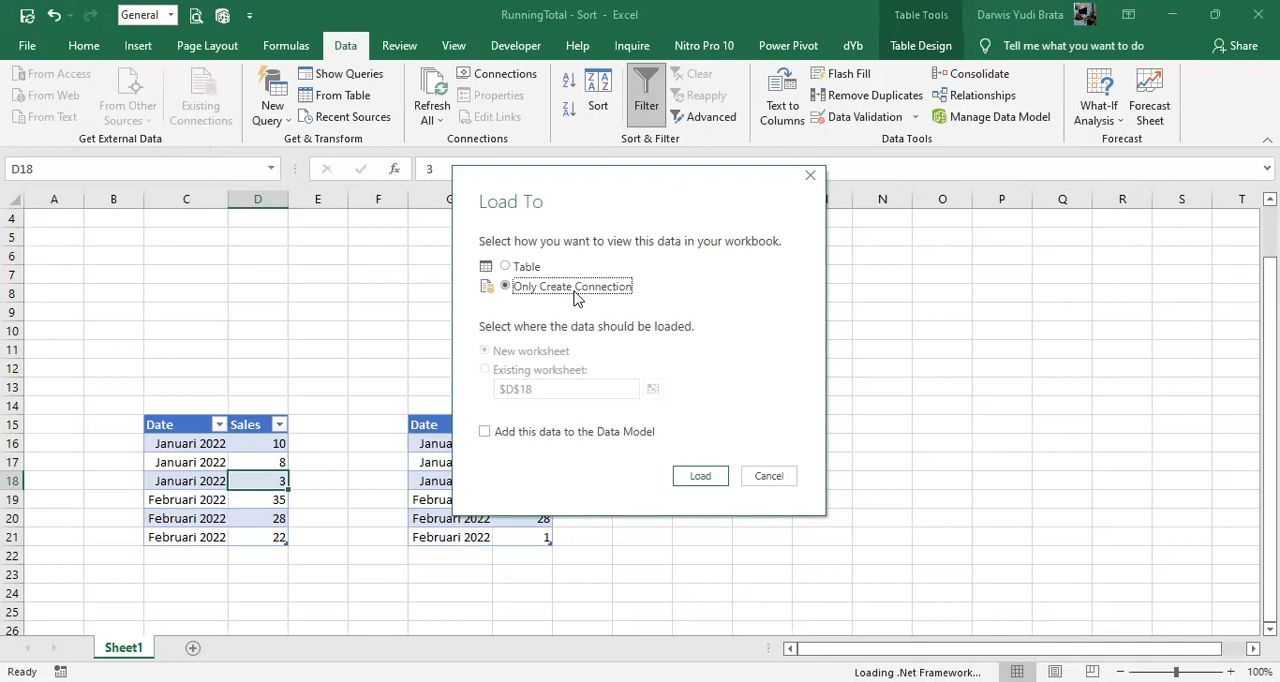 General
RunningTotal - Sort - Excel
Table Tools
Darwis Yudi Brata
File Home Insert Page Layout Formulas Data Review View Developer Help Inquire Nitro Pro 10 Power Pivot dYb Table Design Tell me what you want to do Share
From Access
From Web
From Text
From Other Sources
Existing Connections
Get External Data
New Query
Show Queries
From Table
Recent Sources
Get & Transform
Refresh All
Connections
Properties
Edit Links
Connections
Sort
Filter
Clear
Reapply
Advanced
Sort & Filter
Text to Columns
Flash Fill
Remove Duplicates
Data Validation
Consolidate
Relationships
Manage Data Model
Data Tools
What-If Analysis
Forecast Sheet
Forecast
D18
fx
3
A B C D E F N O P Q R S T
4
5
6
7
8
9
10
11
12
13
14
15 Date Sales Date
16 Januari 2022 10
17 Januari 2022 8
18 Januari 2022 3
19 Februari 2022 35
20 Februari 2022 28 Februari 2022 28
21 Februari 2022 22 Februari 2022 1
22
23
24
25
26
Load To
Select how you want to view this data in your workbook.
Table
Only Create Connection
Select where the data should be loaded.
New worksheet
Existing worksheet:
$D$18
Add this data to the Data Model
Load Cancel
Sheet1
Ready
Loading .Net Framework...
100%